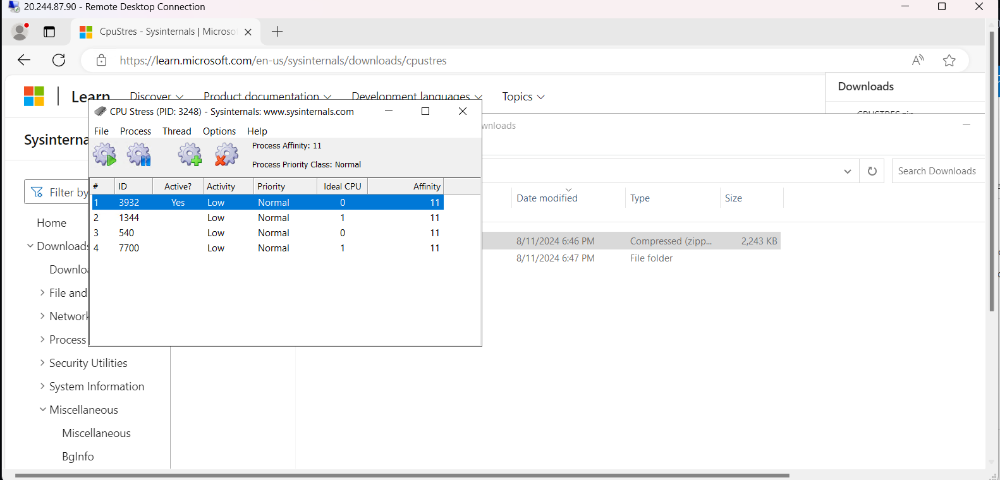 20.244.87.90 - Remote Desktop Connection
CpuStres - Sysinternals | Microso
https://learn.microsoft.com/en-us/sysinternals/downloads/cpustres
Downloads
Learn Discover Product documentation Development languages Topics
CPUSTRES.zip
CPU Stress (PID: 3248) - Sysinternals: www.sysinternals.com
wnloads
File Process Thread Options Help
Sysinterna
Process Affinity: 11
Process Priority Class: Normal
Search Downloads
# ID Active? Activity Priority Ideal CPU Affinity
Filter by
Date modified Type Size
1 3932 Yes Low Normal 0 11
2 1344 Low Normal 1 11
3 540 Low Normal 0 11
4 7700 Low Normal 1 11
8/11/2024 6:46 PM Compressed (zipp... 2,243 KB
8/11/2024 6:47 PM File folder
Home
Downloads
Downlo
File and
Network
Process
Security Utilities
System Information
Miscellaneous
Miscellaneous
BgInfo